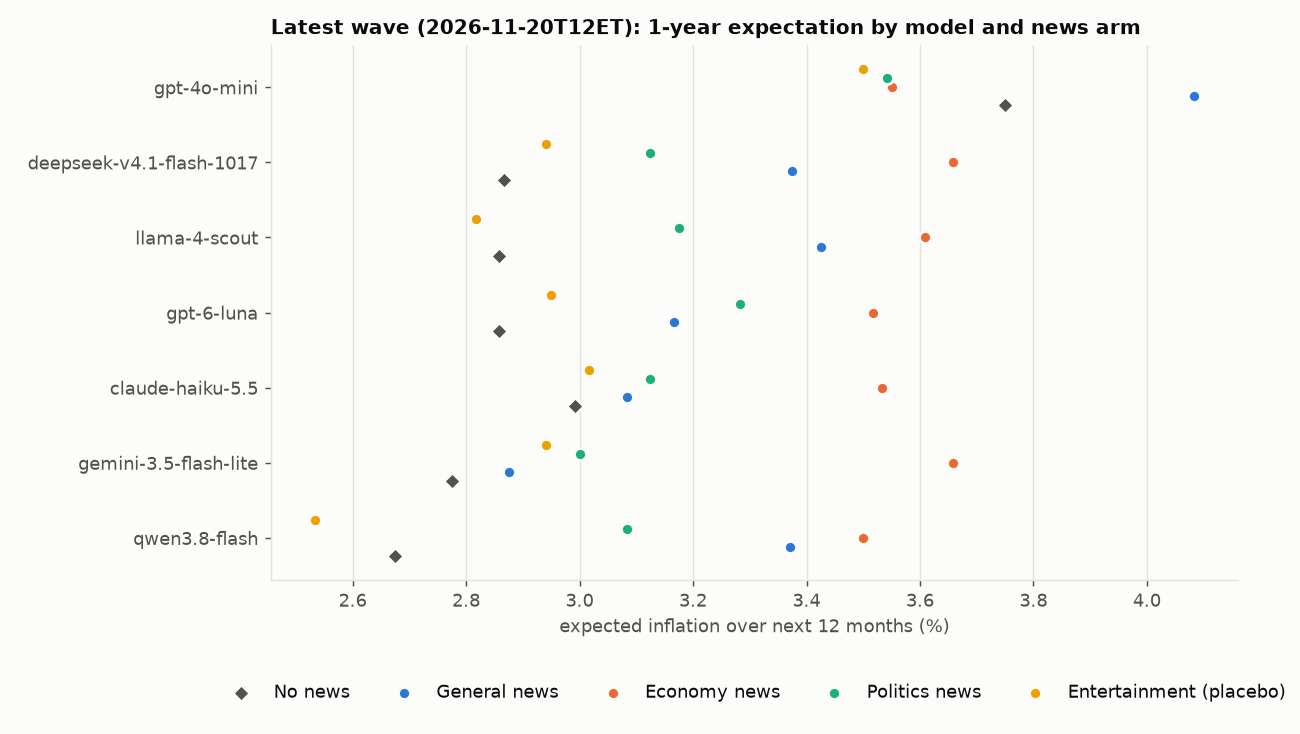 Latest wave (2026-11-20T12ET): 1-year expectation by model and news arm
gpt-4o-mini
deepseek-v4.1-flash-1017
llama-4-scout
gpt-6-luna
claude-haiku-5.5
gemini-3.5-flash-lite
qwen3.8-flash
2.6 2.8 3.0 3.2 3.4 3.6 3.8 4.0
expected inflation over next 12 months (%)
No news General news Economy news Politics news Entertainment (placebo)